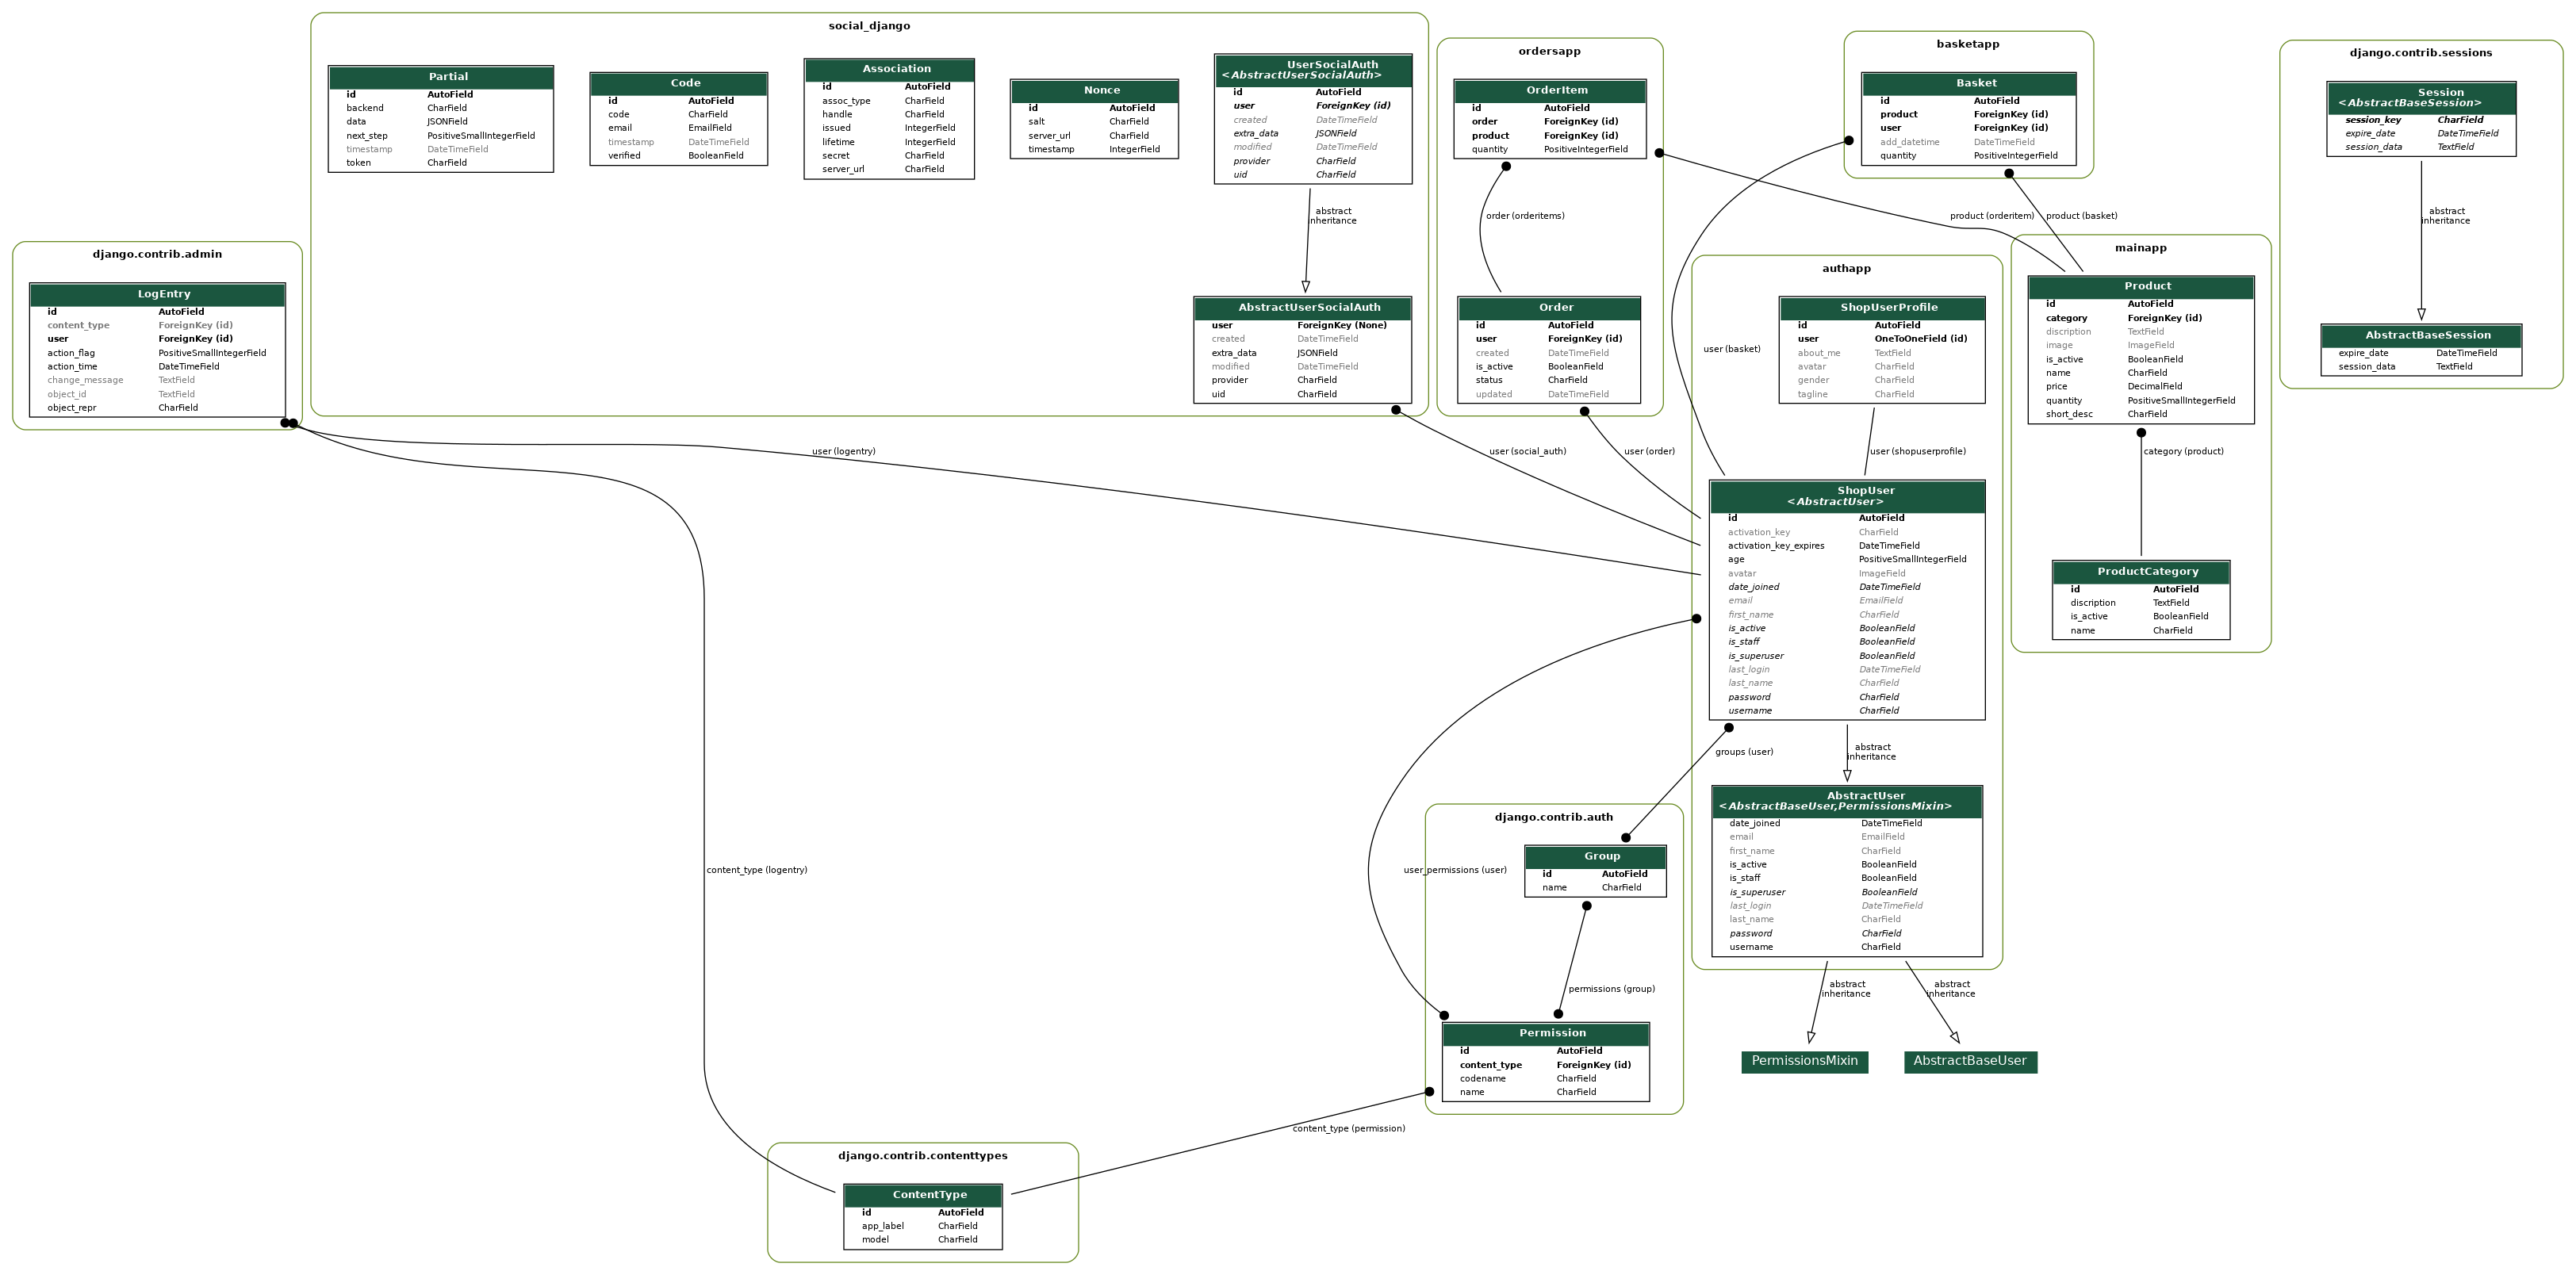 social_django
Partial
id AutoField
backend CharField
data JSONField
next_step PositiveSmallIntegerField
timestamp DateTimeField
token CharField
Code
id AutoField
code CharField
email EmailField
timestamp DateTimeField
verified BooleanField
Association
id AutoField
assoc_type CharField
handle CharField
issued IntegerField
lifetime IntegerField
secret CharField
server_url CharField
Nonce
id AutoField
salt CharField
server_url CharField
timestamp IntegerField
UserSocialAuth
<AbstractUserSocialAuth>
id AutoField
user ForeignKey (id)
created DateTimeField
extra_data JSONField
modified DateTimeField
provider CharField
uid CharField
abstract
inheritance
AbstractUserSocialAuth
user ForeignKey (None)
created DateTimeField
extra_data JSONField
modified DateTimeField
provider CharField
uid CharField
ordersapp
OrderItem
id AutoField
order ForeignKey (id)
product ForeignKey (id)
quantity PositiveIntegerField
order (orderitems)
Order
id AutoField
user ForeignKey (id)
created DateTimeField
is_active BooleanField
status CharField
updated DateTimeField
basketapp
Basket
id AutoField
product ForeignKey (id)
user ForeignKey (id)
add_datetime DateTimeField
quantity PositiveIntegerField
product (orderitem)
product (basket)
django.contrib.sessions
Session
<AbstractBaseSession>
session_key CharField
expire_date DateTimeField
session_data TextField
abstract
inheritance
AbstractBaseSession
expire_date DateTimeField
session_data TextField
django.contrib.admin
LogEntry
id AutoField
content_type ForeignKey (id)
user ForeignKey (id)
action_flag PositiveSmallIntegerField
action_time DateTimeField
change_message TextField
object_id TextField
object_repr CharField
mainapp
Product
id AutoField
category ForeignKey (id)
discription TextField
image ImageField
is_active BooleanField
name CharField
price DecimalField
quantity PositiveSmallIntegerField
short_desc CharField
category (product)
ProductCategory
id AutoField
discription TextField
is_active BooleanField
name CharField
authapp
ShopUserProfile
id AutoField
user OneToOneField (id)
about_me TextField
avatar CharField
gender CharField
tagline CharField
user (basket)
user (logentry)
user (social_auth)
user (order)
user (shopuserprofile)
ShopUser
<AbstractUser>
id AutoField
activation_key CharField
activation_key_expires DateTimeField
age PositiveSmallIntegerField
avatar ImageField
date_joined DateTimeField
email EmailField
first_name CharField
is_active BooleanField
is_staff BooleanField
is_superuser BooleanField
last_login DateTimeField
last_name CharField
password CharField
username CharField
groups (user)
abstract
inheritance
AbstractUser
<AbstractBaseUser,PermissionsMixin>
date_joined DateTimeField
email EmailField
first_name CharField
is_active BooleanField
is_staff BooleanField
is_superuser BooleanField
last_login DateTimeField
last_name CharField
password CharField
username CharField
abstract
inheritance
abstract
inheritance
PermissionsMixin
AbstractBaseUser
django.contrib.auth
Group
id AutoField
name CharField
content_type (logentry)
user_permissions (user)
permissions (group)
Permission
id AutoField
content_type ForeignKey (id)
codename CharField
name CharField
content_type (permission)
django.contrib.contenttypes
ContentType
id AutoField
app_label CharField
model CharField